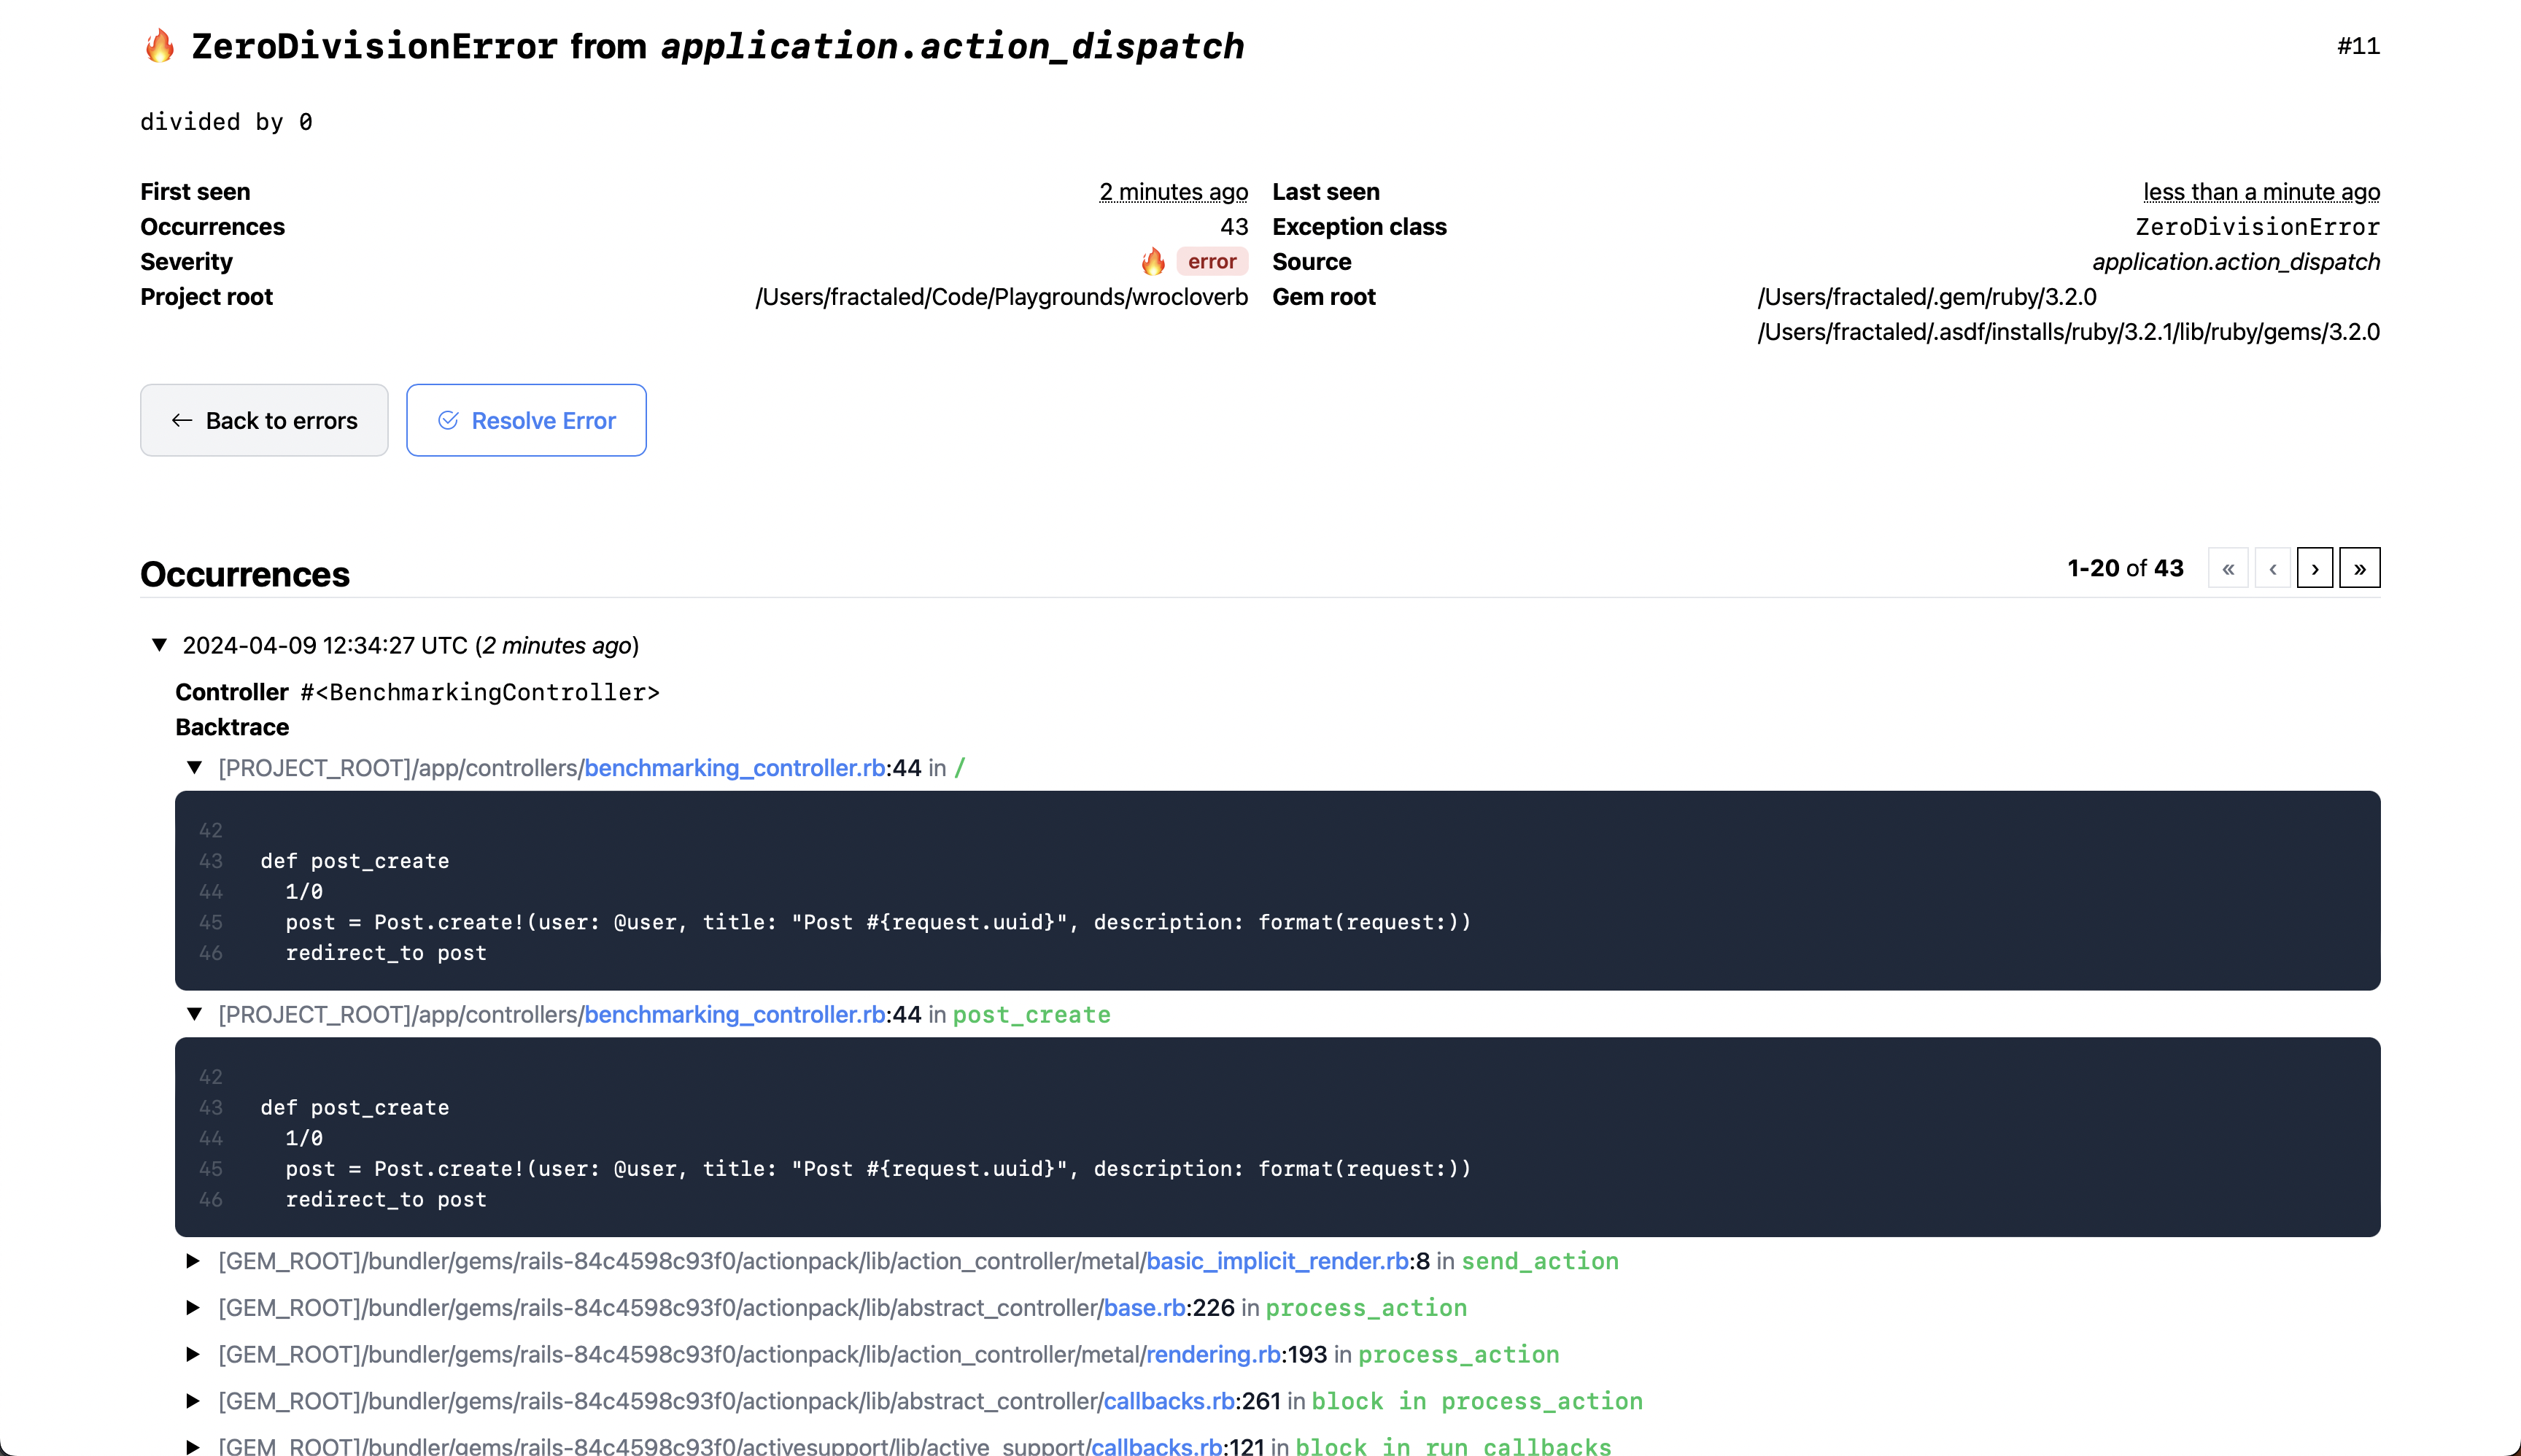 🔥 ZeroDivisionError from application.action_dispatch
#11
divided by 0
First seen 2 minutes ago Last seen less than a minute ago
Occurrences 43 Exception class ZeroDivisionError
Severity 🔥 error Source application.action_dispatch
Project root /Users/fractaled/Code/Playgrounds/wrocloverb Gem root /Users/fractaled/.gem/ruby/3.2.0
/Users/fractaled/.asdf/installs/ruby/3.2.1/lib/ruby/gems/3.2.0
← Back to errors Resolve Error
Occurrences 1-20 of 43 « ‹ › »
▼ 2024-04-09 12:34:27 UTC (2 minutes ago)
Controller #<BenchmarkingController>
Backtrace
▼ [PROJECT_ROOT]/app/controllers/benchmarking_controller.rb:44 in /
42
43   def post_create
44     1/0
45     post = Post.create!(user: @user, title: "Post #{request.uuid}", description: format(request:))
46     redirect_to post
▼ [PROJECT_ROOT]/app/controllers/benchmarking_controller.rb:44 in post_create
42
43   def post_create
44     1/0
45     post = Post.create!(user: @user, title: "Post #{request.uuid}", description: format(request:))
46     redirect_to post
▶ [GEM_ROOT]/bundler/gems/rails-84c4598c93f0/actionpack/lib/action_controller/metal/basic_implicit_render.rb:8 in send_action
▶ [GEM_ROOT]/bundler/gems/rails-84c4598c93f0/actionpack/lib/abstract_controller/base.rb:226 in process_action
▶ [GEM_ROOT]/bundler/gems/rails-84c4598c93f0/actionpack/lib/action_controller/metal/rendering.rb:193 in process_action
▶ [GEM_ROOT]/bundler/gems/rails-84c4598c93f0/actionpack/lib/abstract_controller/callbacks.rb:261 in block in process_action
▶ [GEM_ROOT]/bundler/gems/rails-84c4598c93f0/activesupport/lib/active_support/callbacks.rb:121 in block in run_callbacks